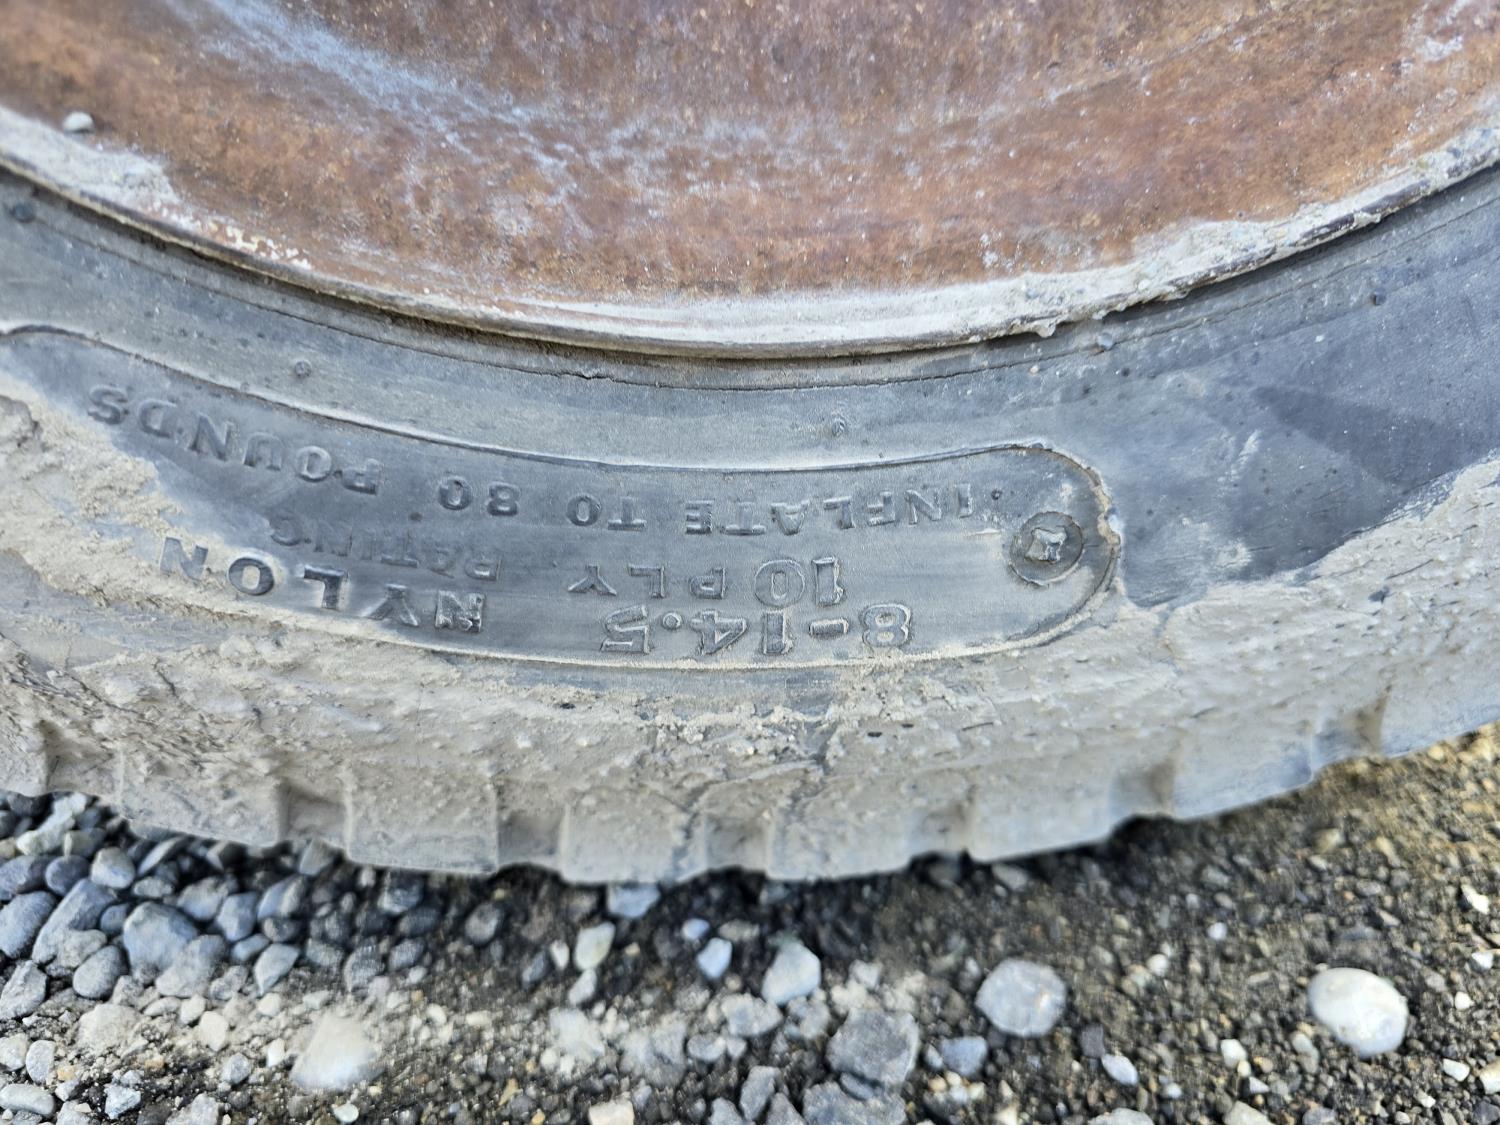 8-14.5 NYLON
10 PLY RATING
INFLATE TO 80 POUNDS